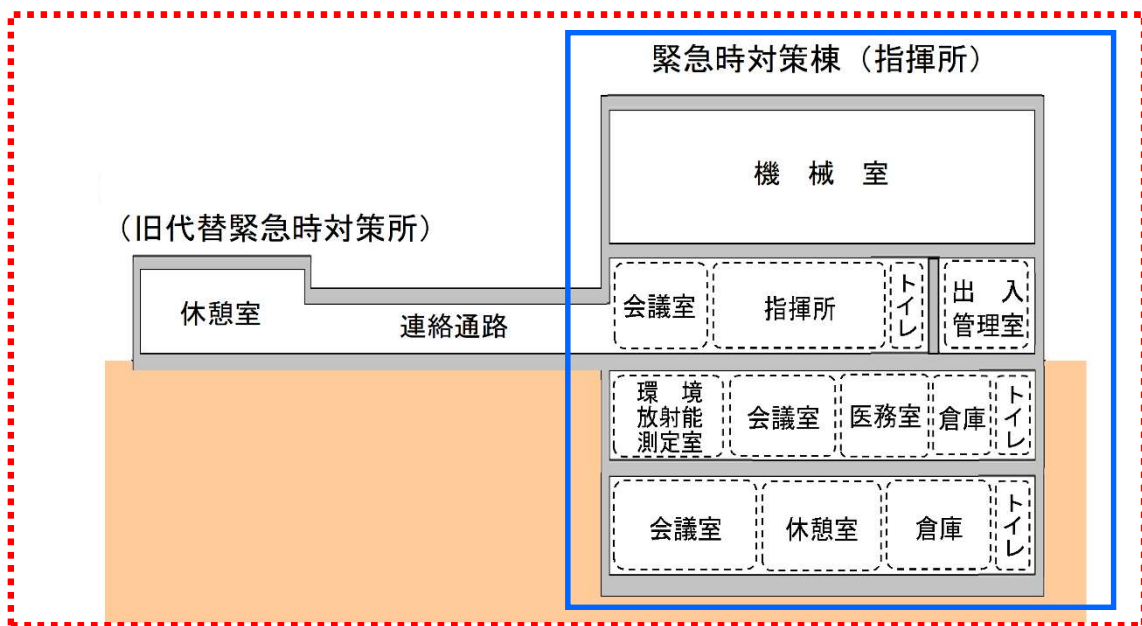 緊急時対策棟（指揮所）
機 械 室
（旧代替緊急時対策所）
休憩室
連絡通路
会議室
指揮所
トイレ
出 入
管理室
環 境
放射能
測定室
会議室
医務室
倉庫
トイレ
会議室
休憩室
倉庫
トイレ